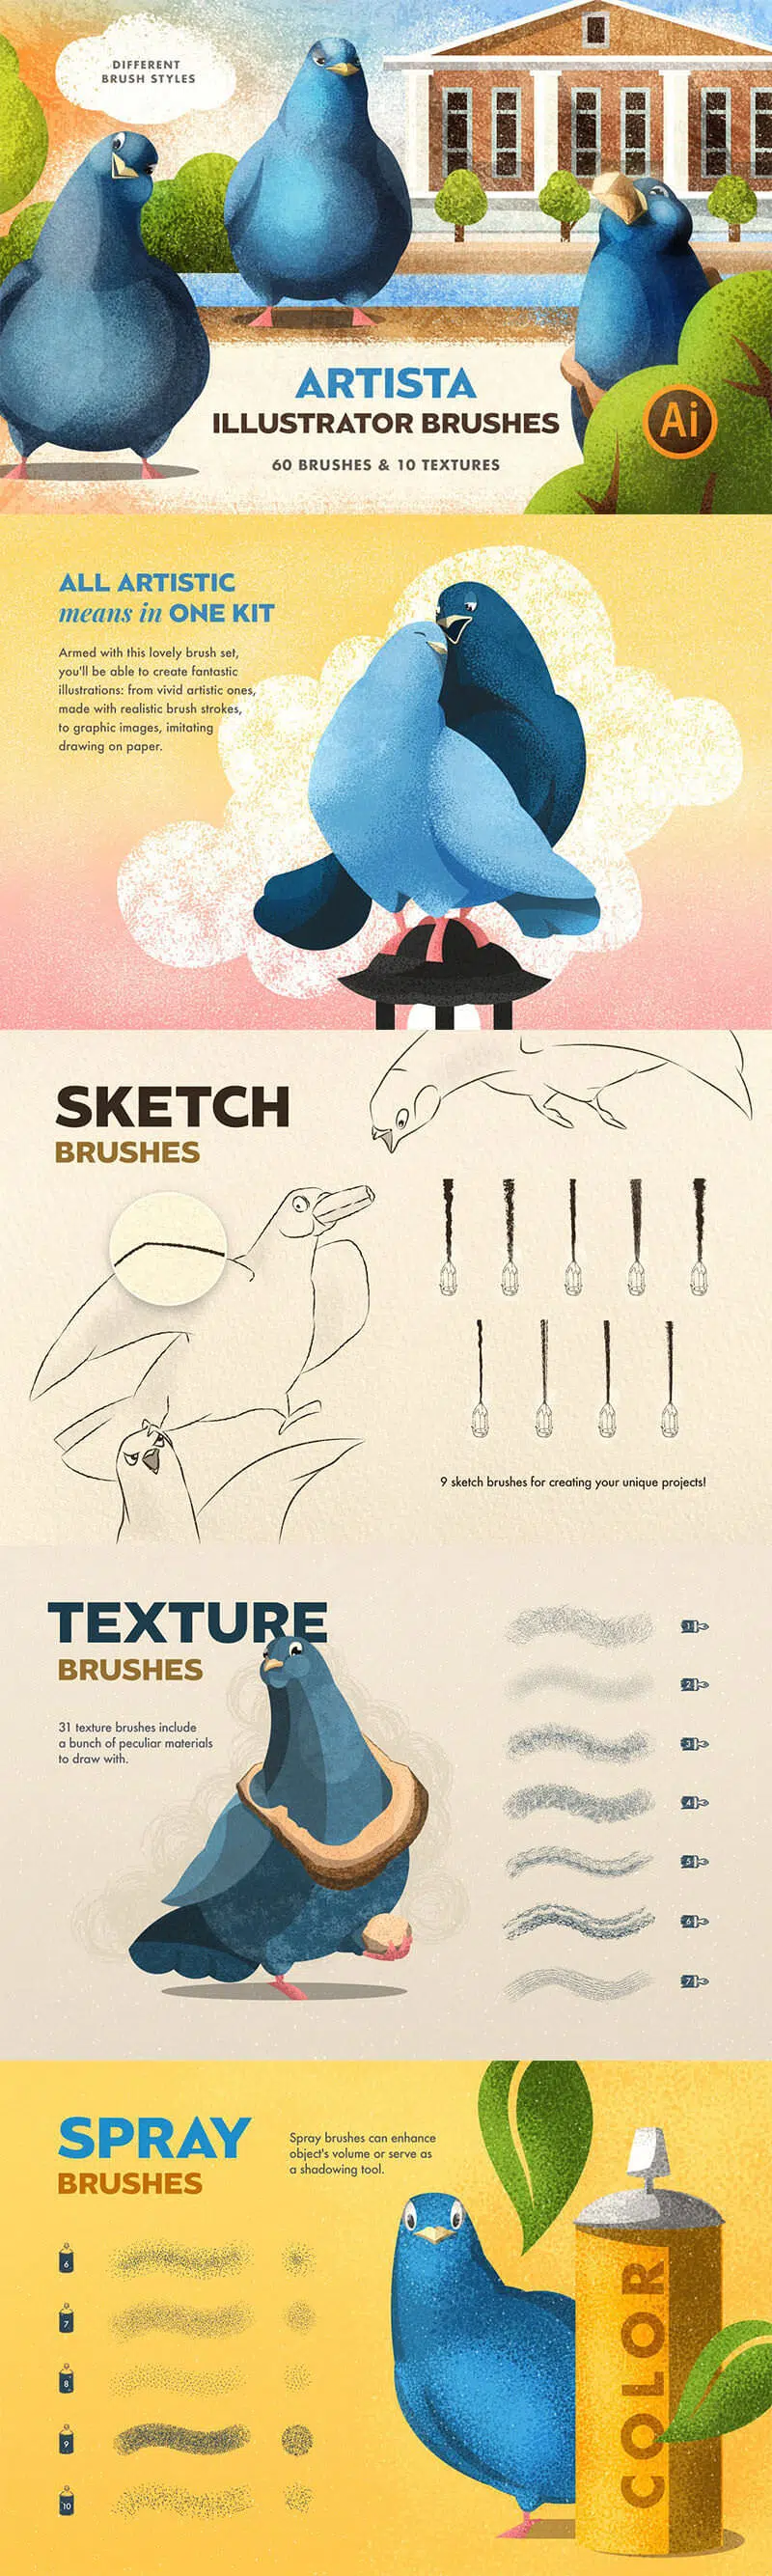 DIFFERENT
BRUSH STYLES
ARTISTA
ILLUSTRATOR BRUSHES
60 BRUSHES & 10 TEXTURES
Ai
ALL ARTISTIC
means in ONE KIT
Armed with this lovely brush set,
you'll be able to create fantastic
illustrations: from vivid artistic ones,
made with realistic brush strokes,
to graphic images, imitating
drawing on paper.
SKETCH
BRUSHES
9 sketch brushes for creating your unique projects!
TEXTURE
BRUSHES
31 texture brushes include
a bunch of peculiar materials
to draw with.
1
2
3
4
5
6
7
SPRAY
BRUSHES
Spray brushes can enhance
object's volume or serve as
a shadowing tool.
6
7
8
9
10
COLOR